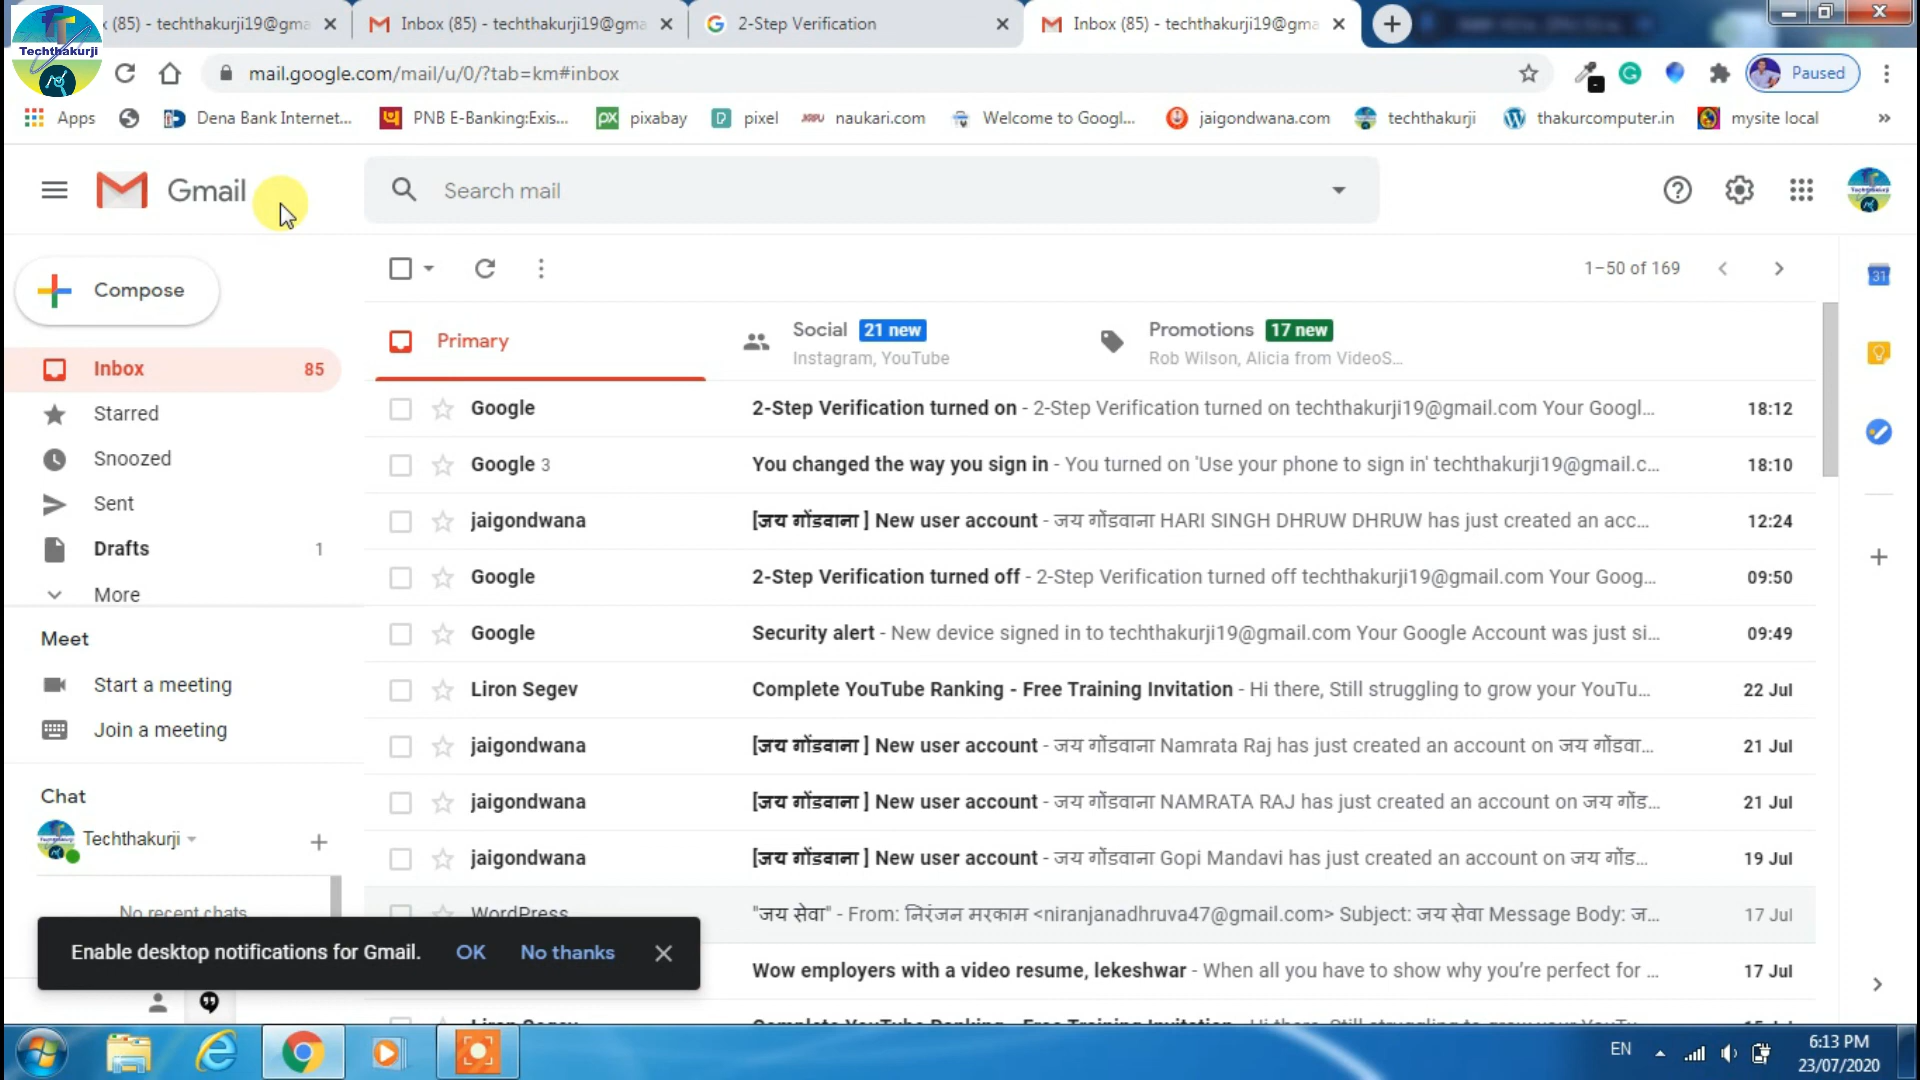 (85) - techthakurji19@gma
Inbox (85) - techthakurji19@gma
2-Step Verification
Inbox (85) - techthakurji19@gma
Techthakurji
mail.google.com/mail/u/0/?tab=km#inbox
Paused
Apps
Dena Bank Internet...
PNB E-Banking:Exis...
pixabay
pixel
naukari.com
Welcome to Googl...
jaigondwana.com
techthakurji
thakurcomputer.in
mysite local
»
Gmail
Search mail
Compose
1–50 of 169
Inbox 85
Starred
Snoozed
Sent
Drafts 1
More
Meet
Start a meeting
Join a meeting
Chat
Techthakurji
No recent chats
Primary
Social 21 new
Instagram, YouTube
Promotions 17 new
Rob Wilson, Alicia from VideoS...
Google 2-Step Verification turned on - 2-Step Verification turned on techthakurji19@gmail.com Your Googl... 18:12
Google 3 You changed the way you sign in - You turned on 'Use your phone to sign in' techthakurji19@gmail.c... 18:10
jaigondwana [जय गोंडवाना ] New user account - जय गोंडवाना HARI SINGH DHRUW DHRUW has just created an acc... 12:24
Google 2-Step Verification turned off - 2-Step Verification turned off techthakurji19@gmail.com Your Goog... 09:50
Google Security alert - New device signed in to techthakurji19@gmail.com Your Google Account was just si... 09:49
Liron Segev Complete YouTube Ranking - Free Training Invitation - Hi there, Still struggling to grow your YouTu... 22 Jul
jaigondwana [जय गोंडवाना ] New user account - जय गोंडवाना Namrata Raj has just created an account on जय गोंडवा... 21 Jul
jaigondwana [जय गोंडवाना ] New user account - जय गोंडवाना NAMRATA RAJ has just created an account on जय गोंड... 21 Jul
jaigondwana [जय गोंडवाना ] New user account - जय गोंडवाना Gopi Mandavi has just created an account on जय गोंड... 19 Jul
WordPress "जय सेवा" - From: निरंजन मरकाम <niranjanadhruva47@gmail.com> Subject: जय सेवा Message Body: ज... 17 Jul
Wow employers with a video resume, lekeshwar - When all you have to show why you're perfect for ... 17 Jul
Enable desktop notifications for Gmail. OK No thanks
31
EN
6:13 PM
23/07/2020